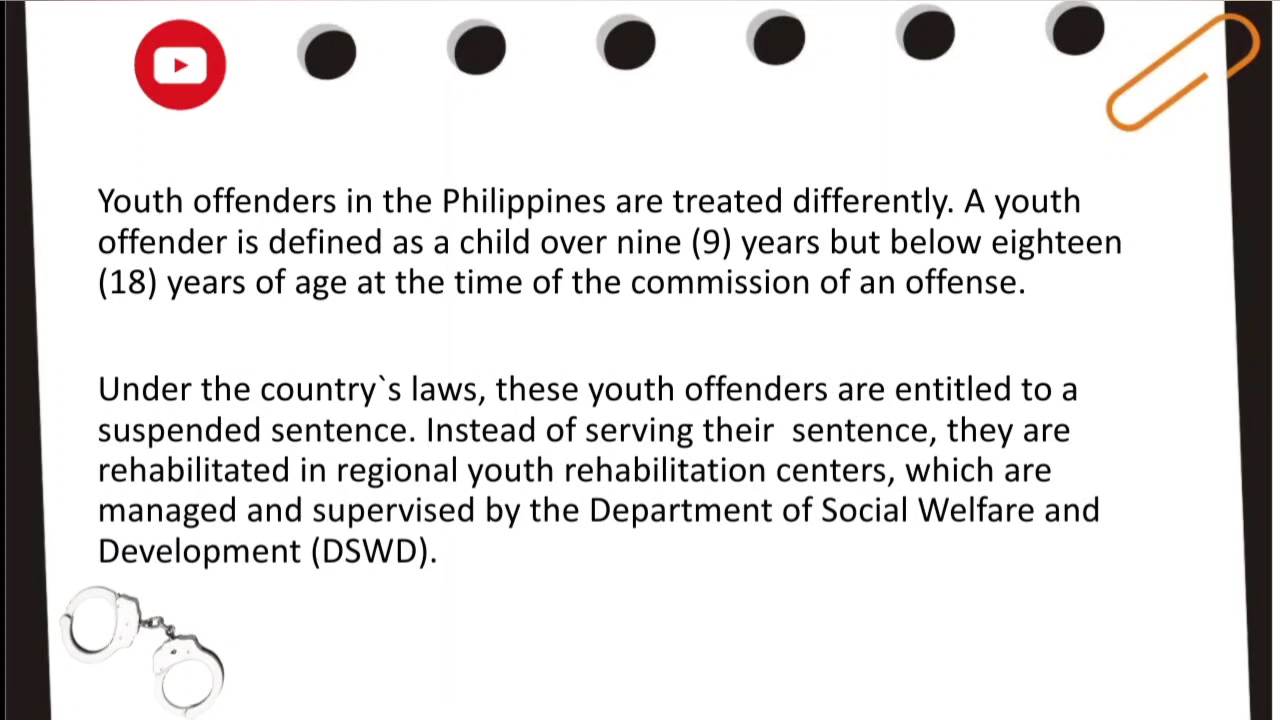 Youth offenders in the Philippines are treated differently. A youth
offender is defined as a child over nine (9) years but below eighteen
(18) years of age at the time of the commission of an offense.
Under the country`s laws, these youth offenders are entitled to a
suspended sentence. Instead of serving their  sentence, they are
rehabilitated in regional youth rehabilitation centers, which are
managed and supervised by the Department of Social Welfare and
Development (DSWD).